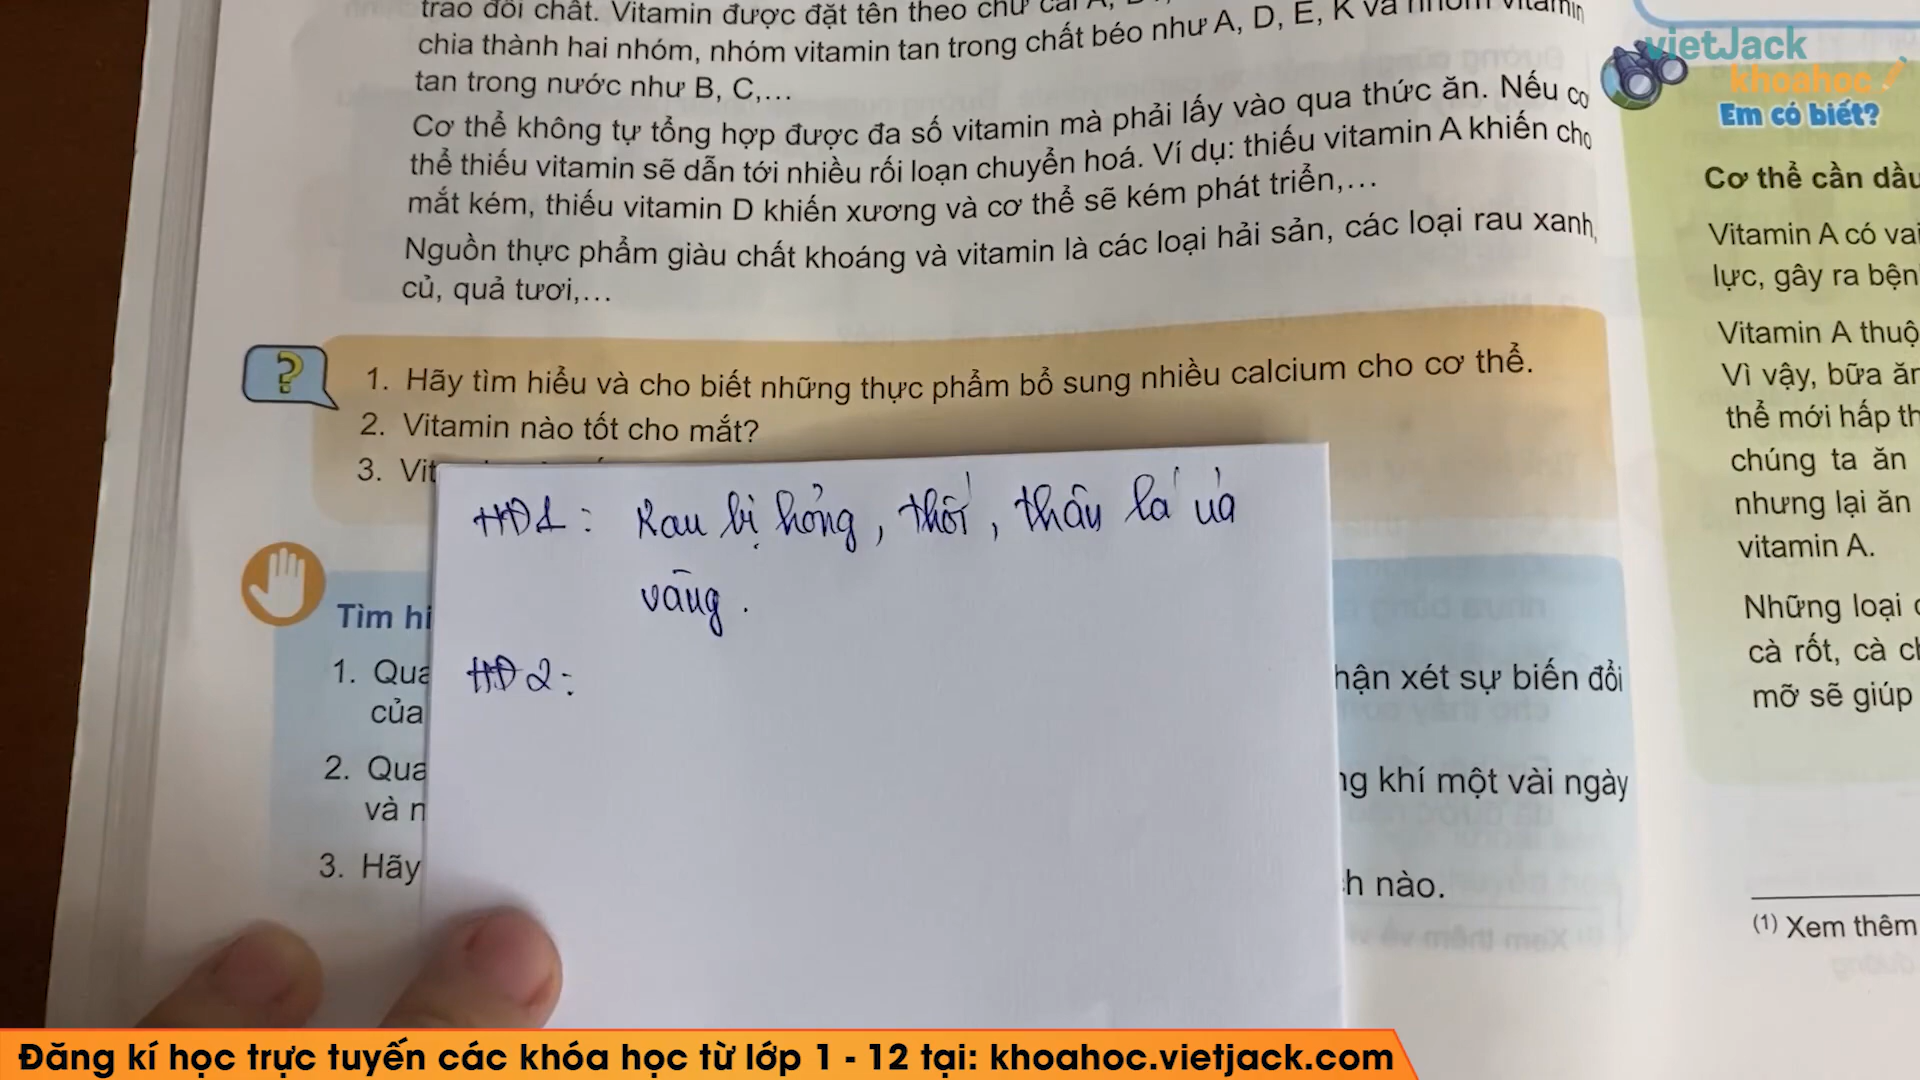 trao đổi chất. Vitamin được đặt tên theo chữ cái A,
chia thành hai nhóm, nhóm vitamin tan trong chất béo như A, D, E, K và nhóm vitamin
tan trong nước như B, C,...
Cơ thể không tự tổng hợp được đa số vitamin mà phải lấy vào qua thức ăn. Nếu cơ
thể thiếu vitamin sẽ dẫn tới nhiều rối loạn chuyển hoá. Ví dụ: thiếu vitamin A khiến cho
mắt kém, thiếu vitamin D khiến xương và cơ thể sẽ kém phát triển,...
Nguồn thực phẩm giàu chất khoáng và vitamin là các loại hải sản, các loại rau xanh,
củ, quả tươi,...
?
1. Hãy tìm hiểu và cho biết những thực phẩm bổ sung nhiều calcium cho cơ thể.
2. Vitamin nào tốt cho mắt?
3. Vit
HĐ1: Rau bị hỏng, thối, thân lá úa
vàng.
HĐ2:
Tìm hi
1. Qua
hận xét sự biến đổi
của
2. Qua
ng khí một vài ngày
và n
3. Hãy
ch nào.
vietJack
khoahoc
Em có biết?
Cơ thể cần dầu
Vitamin A có vai
lực, gây ra bện
Vitamin A thuộ
Vì vậy, bữa ăn
thể mới hấp th
chúng ta ăn
nhưng lại ăn
vitamin A.
Những loại
cà rốt, cà ch
mỡ sẽ giúp
(1) Xem thêm
Đăng kí học trực tuyến các khóa học từ lớp 1 - 12 tại: khoahoc.vietjack.com